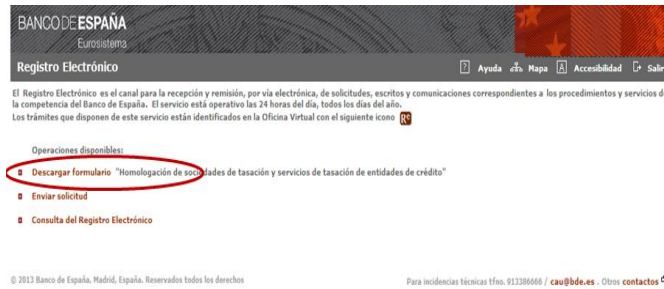 BANCO DE ESPAÑA
Eurosistema
Registro Electrónico
? Ayuda Mapa A Accesibilidad Salir
El Registro Electrónico es el canal para la recepción y remisión, por vía electrónica, de solicitudes, escritos y comunicaciones correspondientes a los procedimientos y servicios de
la competencia del Banco de España. El servicio está operativo las 24 horas del día, todos los días del año.
Los trámites que disponen de este servicio están identificados en la Oficina Virtual con el siguiente icono Re
Operaciones disponibles:
Descargar formulario "Homologación de sociedades de tasación y servicios de tasación de entidades de crédito"
Enviar solicitud
Consulta del Registro Electrónico
© 2013 Banco de España, Madrid, España. Reservados todos los derechos
Para incidencias técnicas tfno. 913386666 / cau@bde.es . Otros contactos